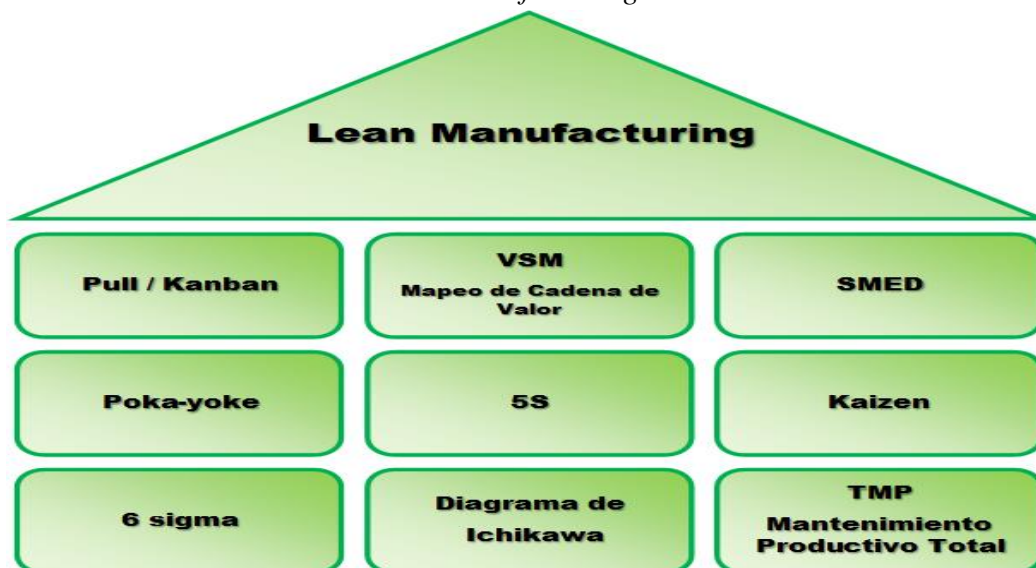 Lean Manufacturing
Pull / Kanban
VSM
Mapeo de Cadena de
Valor
SMED
Poka-yoke
5S
Kaizen
6 sigma
Diagrama de
Ichikawa
TMP
Mantenimiento
Productivo Total